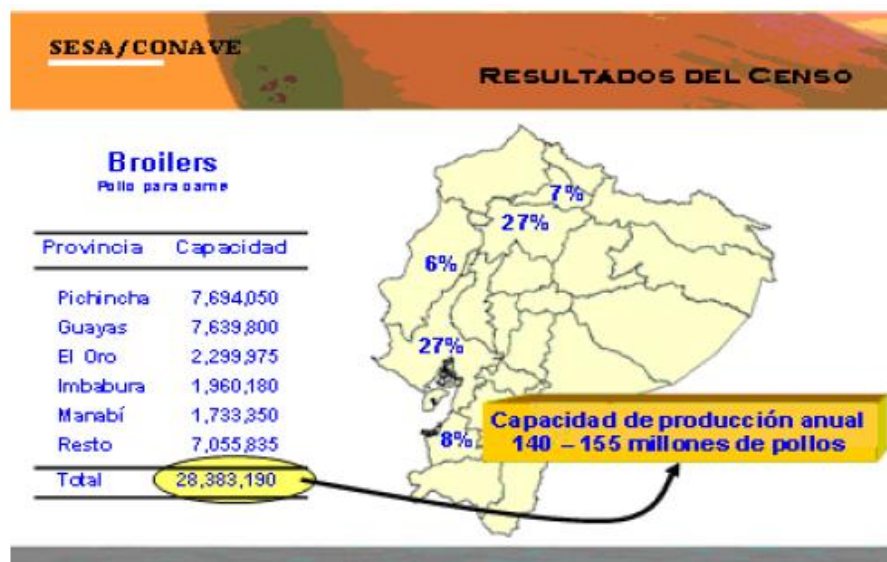 SESA/CONAVE
RESULTADOS DEL CENSO
Broilers
Pollo para carne
Provincia Capacidad
Pichincha 7,694,050
Guayas 7,639,800
El Oro 2,299,975
Imbabura 1,960,180
Manabí 1,733,350
Resto 7,055,835
Total 28,383,190
7%
27%
6%
27%
8%
Capacidad de producción anual
140 – 155 millones de pollos